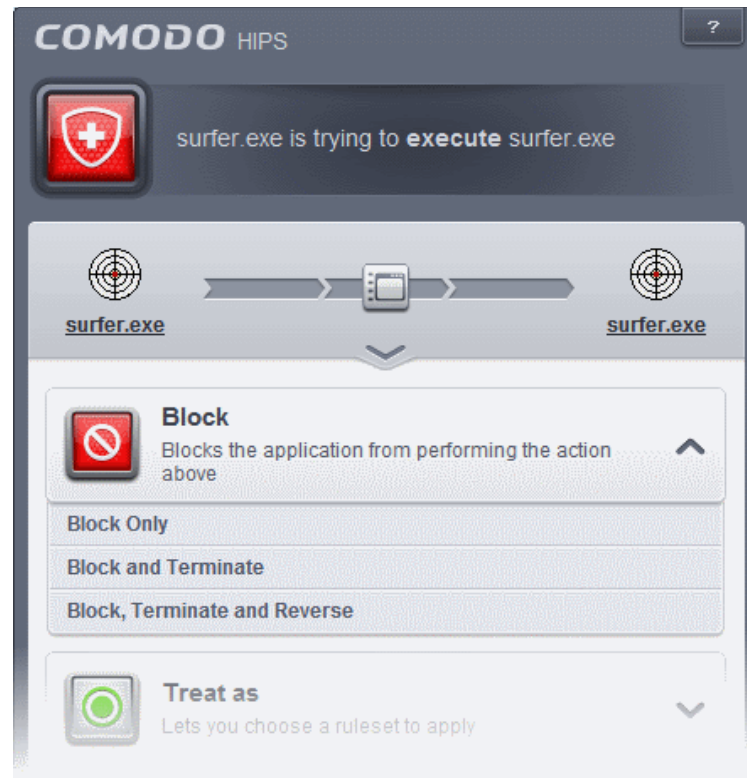 COMODO HIPS
?
surfer.exe is trying to execute surfer.exe
surfer.exe
surfer.exe
Block
Blocks the application from performing the action
above
Block Only
Block and Terminate
Block, Terminate and Reverse
Treat as
Lets you choose a ruleset to apply